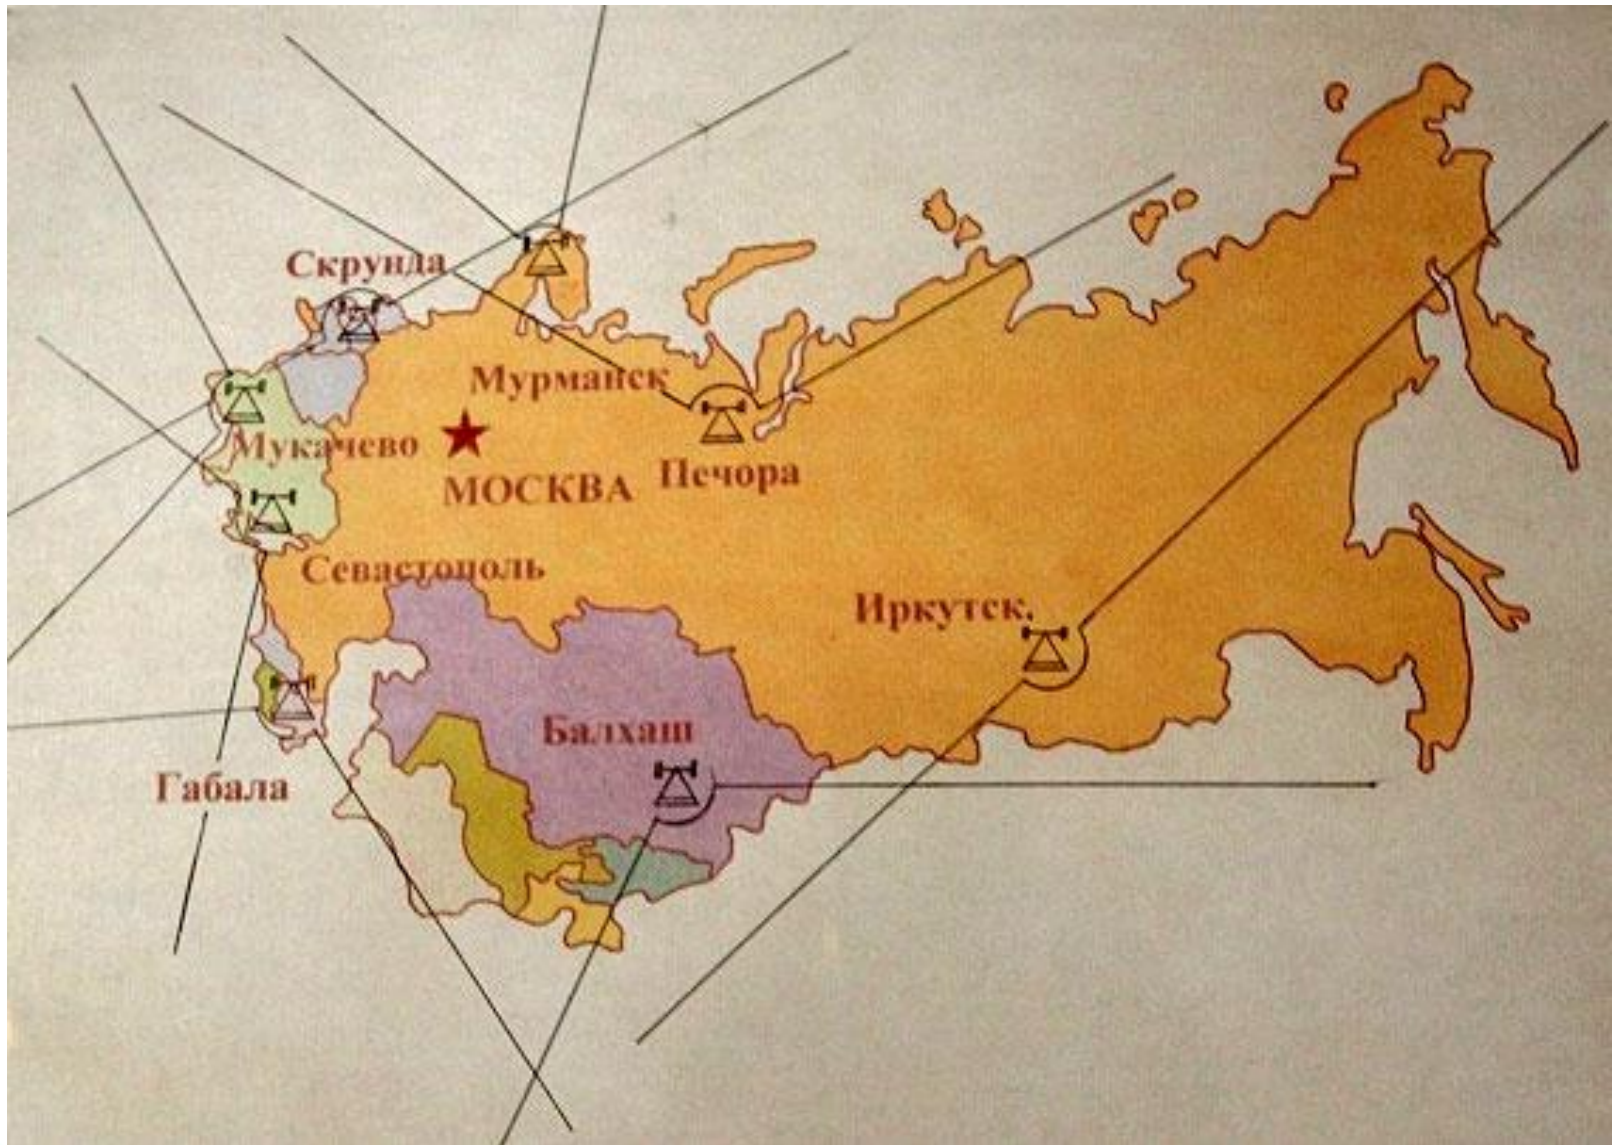 Скрунда
Мурманск
Мукачево
МОСКВА
Печора
Севастополь
Иркутск.
Балхаш
Габала